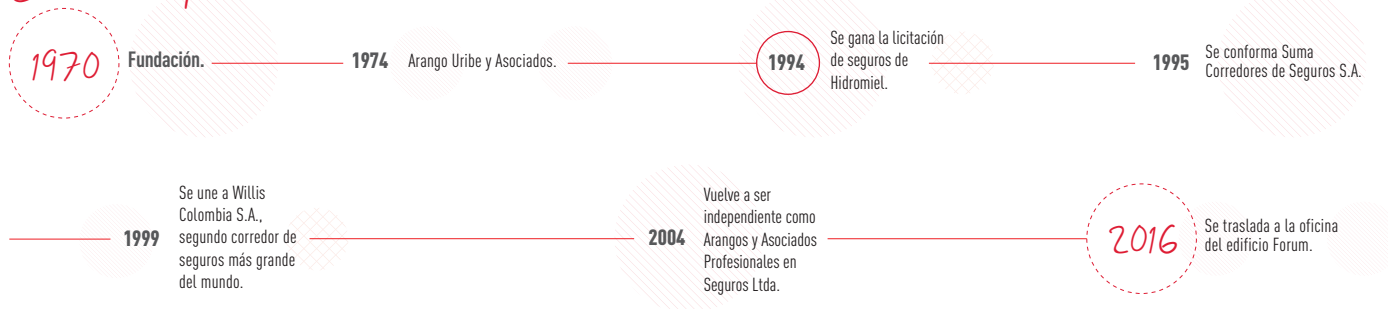 1970
Fundación.
1974
Arango Uribe y Asociados.
1994
Se gana la licitación
de seguros de
Hidromiel.
1995
Se conforma Suma
Corredores de Seguros S.A.
1999
Se une a Willis
Colombia S.A.,
segundo corredor de
seguros más grande
del mundo.
2004
Vuelve a ser
independiente como
Arangos y Asociados
Profesionales en
Seguros Ltda.
2016
Se traslada a la oficina
del edificio Forum.